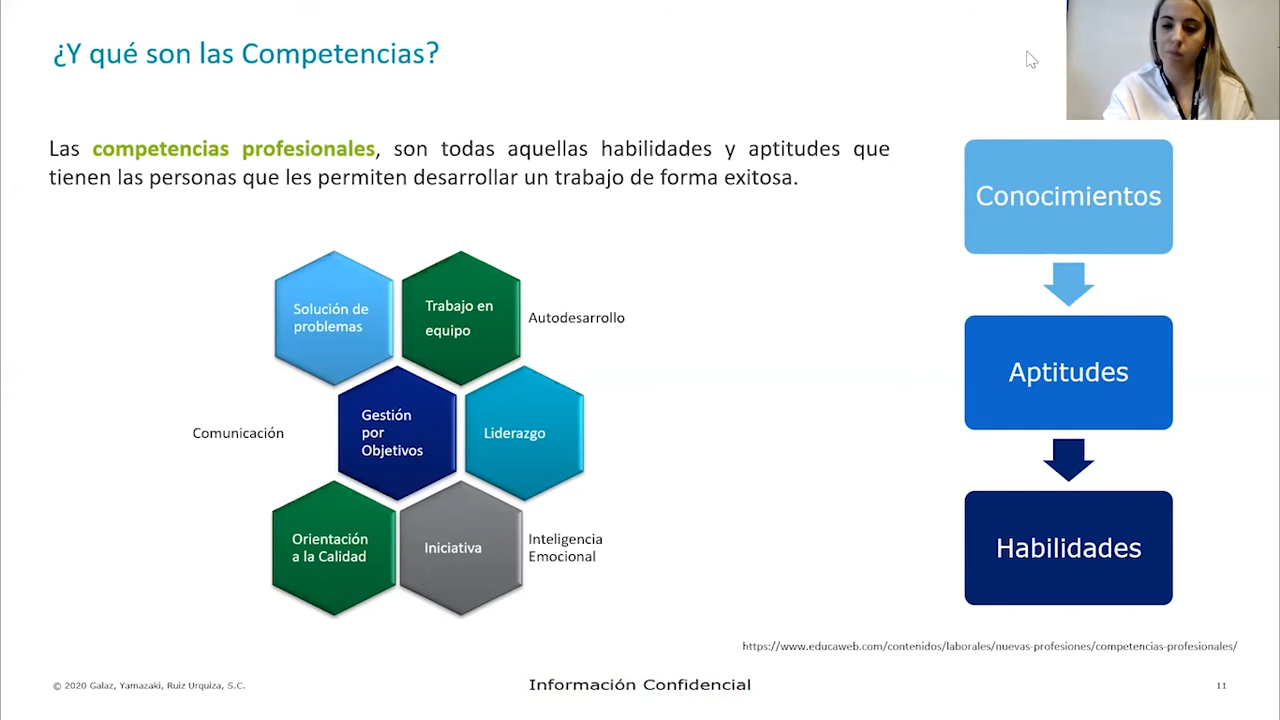 ¿Y qué son las Competencias?
Las competencias profesionales, son todas aquellas habilidades y aptitudes que
tienen las personas que les permiten desarrollar un trabajo de forma exitosa.
Solución de
problemas
Trabajo en
equipo
Autodesarrollo
Comunicación
Gestión
por
Objetivos
Liderazgo
Orientación
a la Calidad
Iniciativa
Inteligencia
Emocional
Conocimientos
Aptitudes
Habilidades
https://www.educaweb.com/contenidos/laborales/nuevas-profesiones/competencias-profesionales/
© 2020 Galaz, Yamazaki, Ruiz Urquiza, S.C.
Información Confidencial
11